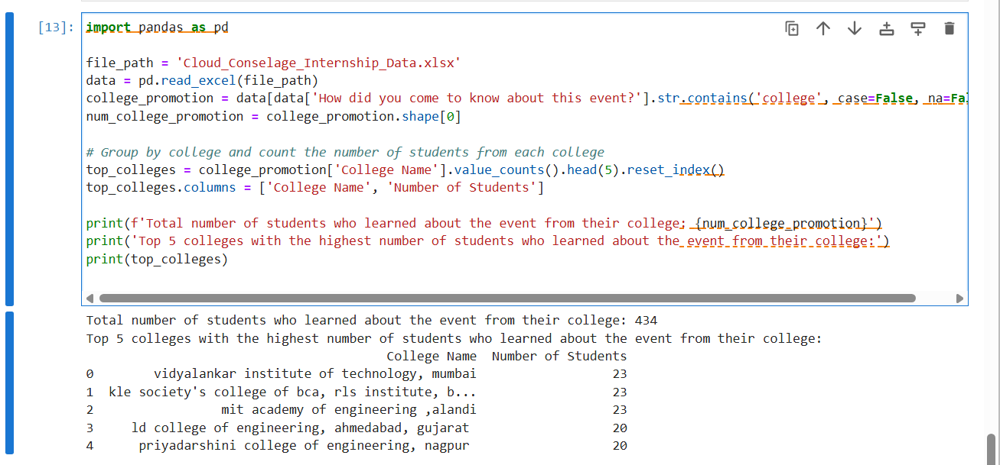 [13]: import pandas as pd
file_path = 'Cloud_Conselage_Internship_Data.xlsx'
data = pd.read_excel(file_path)
college_promotion = data[data['How did you come to know about this event?'].str.contains('college', case=False, na=Fal
num_college_promotion = college_promotion.shape[0]
# Group by college and count the number of students from each college
top_colleges = college_promotion['College Name'].value_counts().head(5).reset_index()
top_colleges.columns = ['College Name', 'Number of Students']
print(f'Total number of students who learned about the event from their college: {num_college_promotion}')
print('Top 5 colleges with the highest number of students who learned about the event from their college:')
print(top_colleges)
Total number of students who learned about the event from their college: 434
Top 5 colleges with the highest number of students who learned about the event from their college:
College Name Number of Students
0 vidyalankar institute of technology, mumbai 23
1 kle society's college of bca, rls institute, b... 23
2 mit academy of engineering ,alandi 23
3 ld college of engineering, ahmedabad, gujarat 20
4 priyadarshini college of engineering, nagpur 20